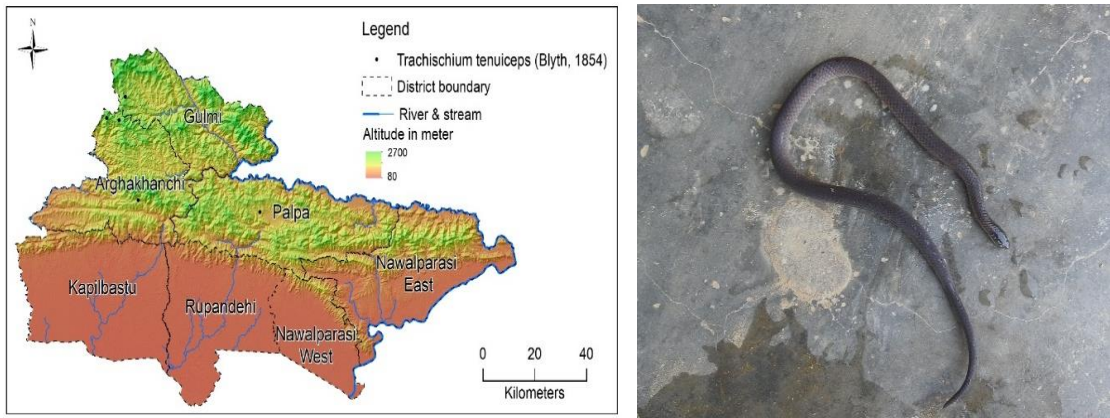 N
Legend
Trachischium tenuiceps (Blyth, 1854)
District boundary
River & stream
Altitude in meter
2700
80
Gulmi
Arghakhanchi
Palpa
Nawalparasi
East
Kapilbastu
Rupandehi
Nawalparasi
West
0 20 40
Kilometers